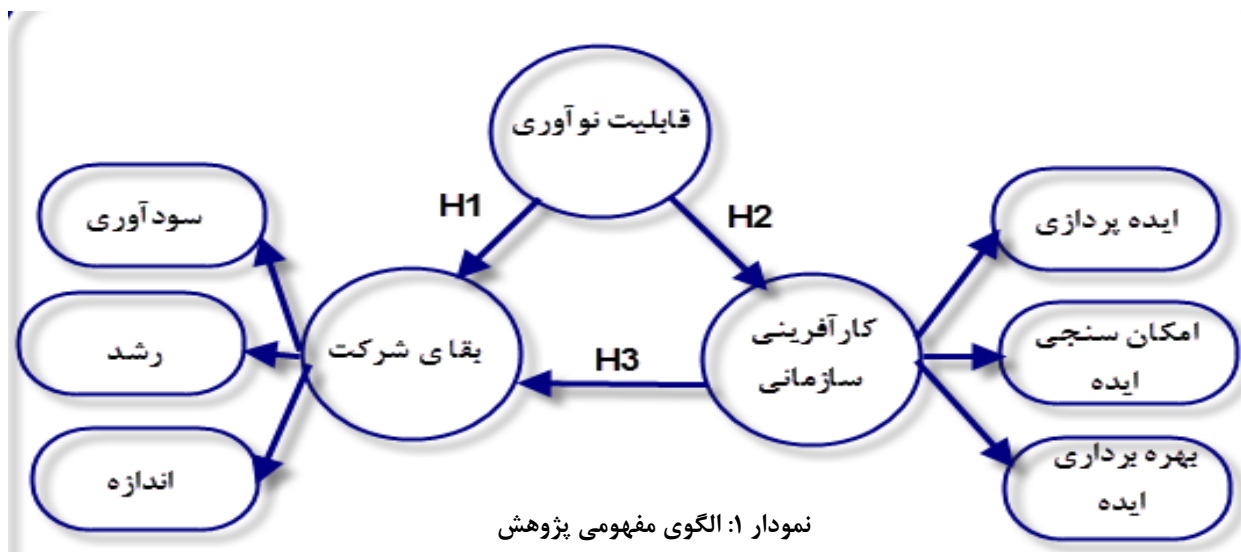 قابلیت نوآوری
H1
H2
سودآوری
ایده پردازی
رشد
بقای شرکت
H3
کارآفرینی
سازمانی
امکان سنجی
ایده
اندازه
بهره برداری
ایده
نمودار ۱: الگوی مفهومی پژوهش